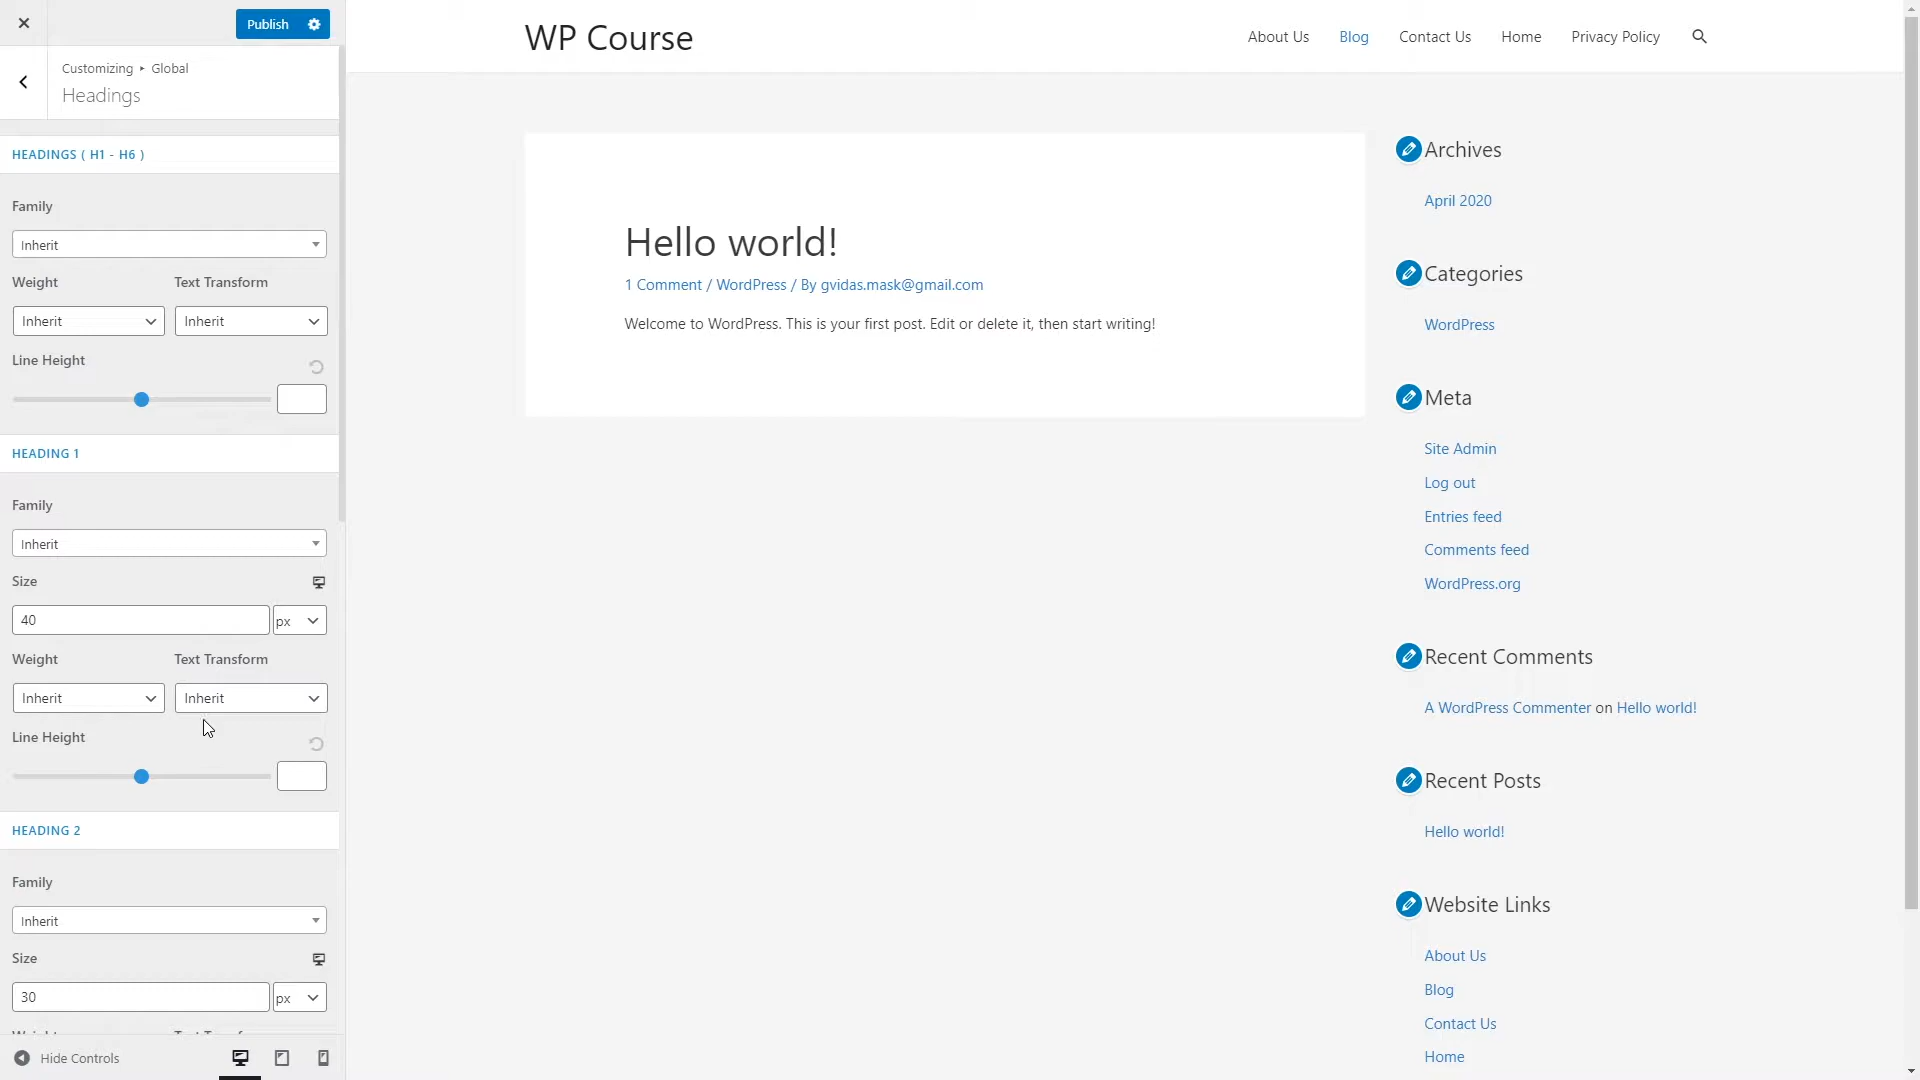 Publish
Customizing ▸ Global
Headings
HEADINGS ( H1 - H6 )
Family
Inherit
Weight Text Transform
Inherit Inherit
Line Height
HEADING 1
Family
Inherit
Size
40 px
Weight Text Transform
Inherit Inherit
Line Height
HEADING 2
Family
Inherit
Size
30 px
Hide Controls
WP Course
About Us Blog Contact Us Home Privacy Policy
Hello world!
1 Comment / WordPress / By gvidas.mask@gmail.com
Welcome to WordPress. This is your first post. Edit or delete it, then start writing!
Archives
April 2020
Categories
WordPress
Meta
Site Admin
Log out
Entries feed
Comments feed
WordPress.org
Recent Comments
A WordPress Commenter on Hello world!
Recent Posts
Hello world!
Website Links
About Us
Blog
Contact Us
Home